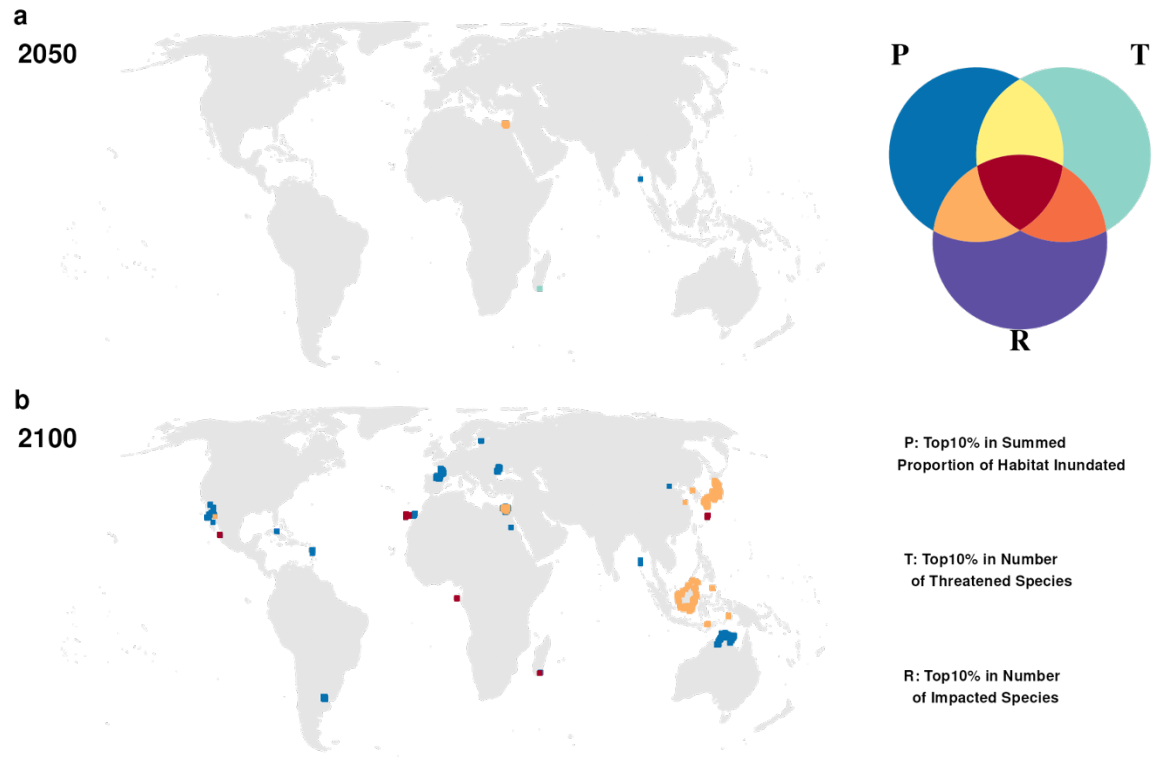 a
2050
P
T
R
b
2100
P: Top10% in Summed
Proportion of Habitat Inundated
T: Top10% in Number
of Threatened Species
R: Top10% in Number
of Impacted Species